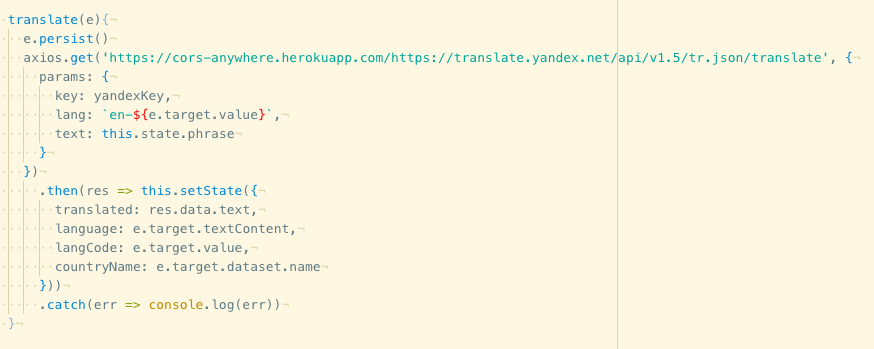 translate(e){
e.persist()
axios.get('https://cors-anywhere.herokuapp.com/https://translate.yandex.net/api/v1.5/tr.json/translate', {
params: {
key: yandexKey,
lang: `en-${e.target.value}`,
text: this.state.phrase
}
})
.then(res => this.setState({
translated: res.data.text,
language: e.target.textContent,
langCode: e.target.value,
countryName: e.target.dataset.name
}))
.catch(err => console.log(err))
}